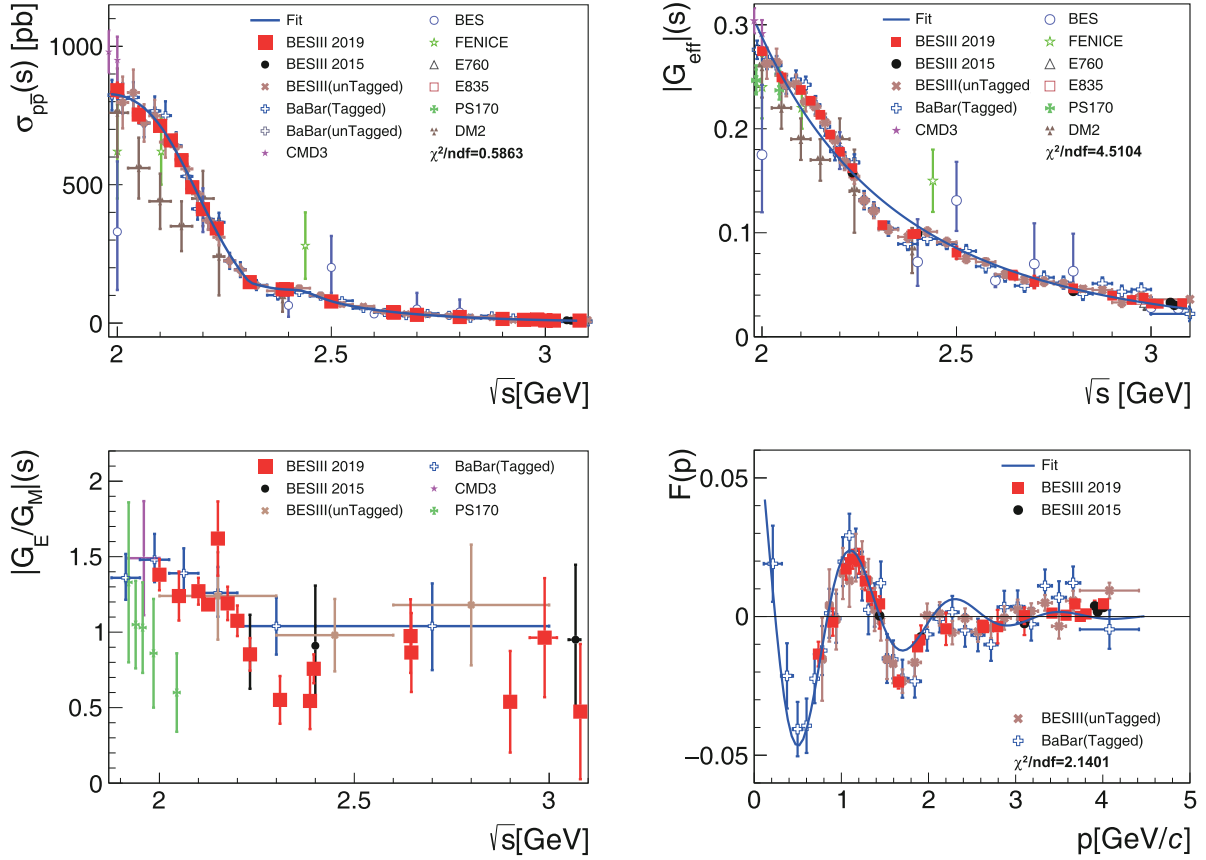 σpp̄(s) [pb]
1000
500
0
2
2.5
3
√s[GeV]
Fit
BESIII 2019
BESIII 2015
BESIII(unTagged)
BaBar(Tagged)
BaBar(unTagged)
CMD3
BES
FENICE
E760
E835
PS170
DM2
χ²/ndf=0.5863
|Geff|(s)
0.3
0.2
0.1
0
2
2.5
3
√s [GeV]
Fit
BESIII 2019
BESIII 2015
BESIII(unTagged
BaBar(Tagged)
CMD3
BES
FENICE
E760
E835
PS170
DM2
χ²/ndf=4.5104
|GE/GM|(s)
2
1.5
1
0.5
0
2
2.5
3
√s[GeV]
BESIII 2019
BESIII 2015
BESIII(unTagged)
BaBar(Tagged)
CMD3
PS170
F(p)
0.05
0
−0.05
0
1
2
3
4
5
p[GeV/c]
Fit
BESIII 2019
BESIII 2015
BESIII(unTagged)
BaBar(Tagged)
χ²/ndf=2.1401